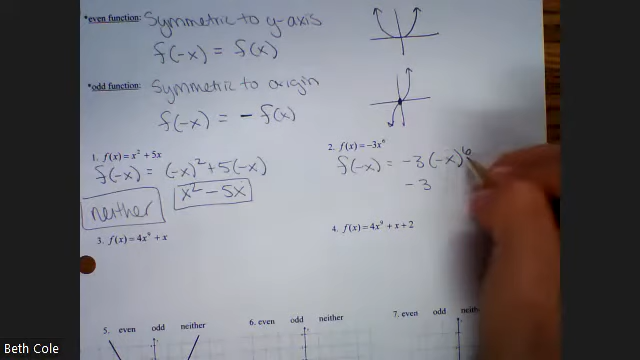 *even function: Symmetric to y-axis
f(-x) = f(x)
*odd function: Symmetric to origin
f(-x) = - f(x)
1. f(x) = x² + 5x
f(-x) = (-x)² + 5(-x)
x² - 5x
neither
2. f(x) = -3x⁶
f(-x) = -3(-x)⁶
-3
3. f(x) = 4x⁹ + x
4. f(x) = 4x⁹ + x + 2
5. even odd neither
6. even odd neither
7. even odd neither
Beth Cole